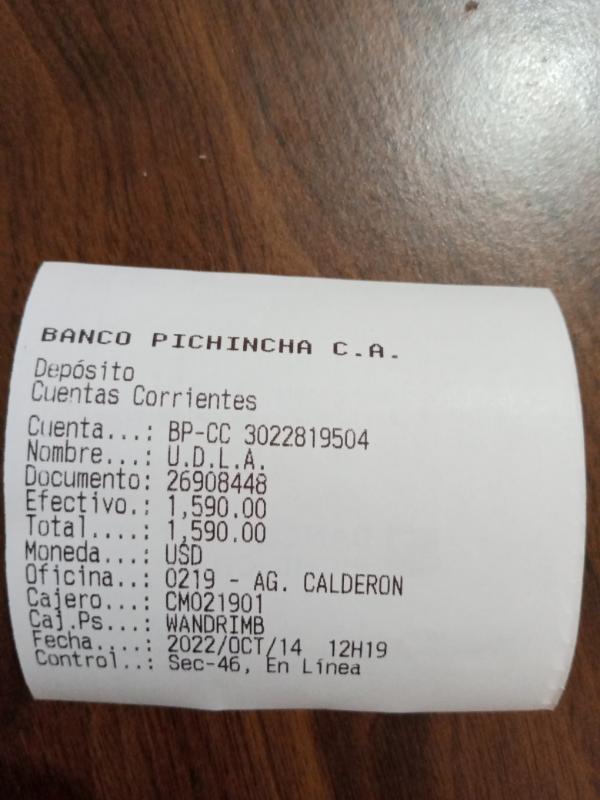 BANCO PICHINCHA C.A.
Depósito
Cuentas Corrientes
Cuenta...: BP-CC 3022819504
Nombre...: U.D.L.A.
Documento: 26908448
Efectivo.: 1,590.00
Total....: 1,590.00
Moneda...: USD
Oficina..: 0219 - AG. CALDERON
Cajero...: CM021901
Caj.Ps...: WANDRIMB
Fecha....: 2022/OCT/14 12H19
Control..: Sec-46, En Línea